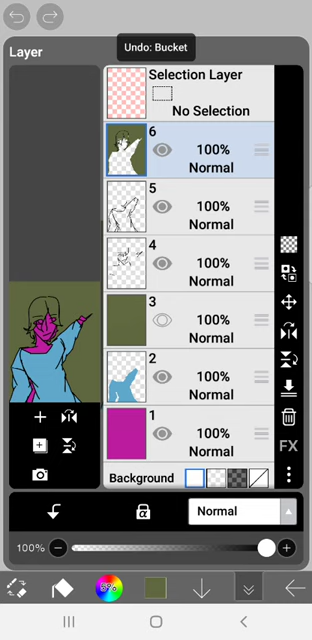 Undo: Bucket
Layer
Selection Layer
No Selection
6
100%
Normal
5
100%
Normal
4
100%
Normal
3
100%
Normal
2
100%
Normal
1
100%
Normal
FX
Background
Normal
100%